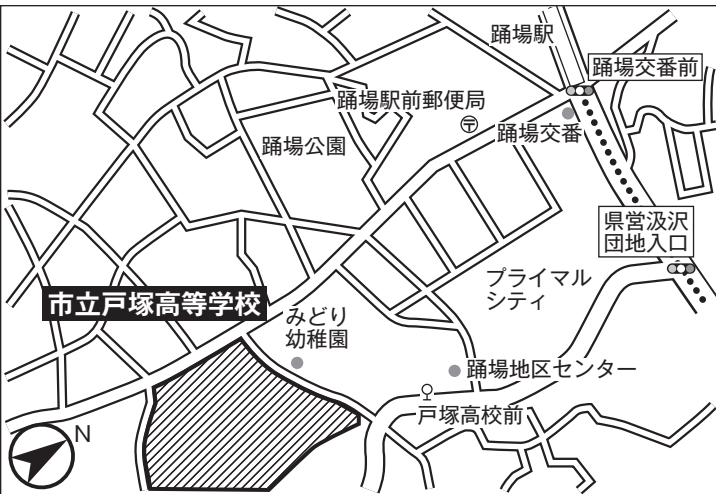 踊場駅
踊場交番前
踊場駅前郵便局
〒
踊場交番
踊場公園
県営汲沢
団地入口
プライマル
シティ
市立戸塚高等学校
みどり
幼稚園
踊場地区センター
戸塚高校前
N